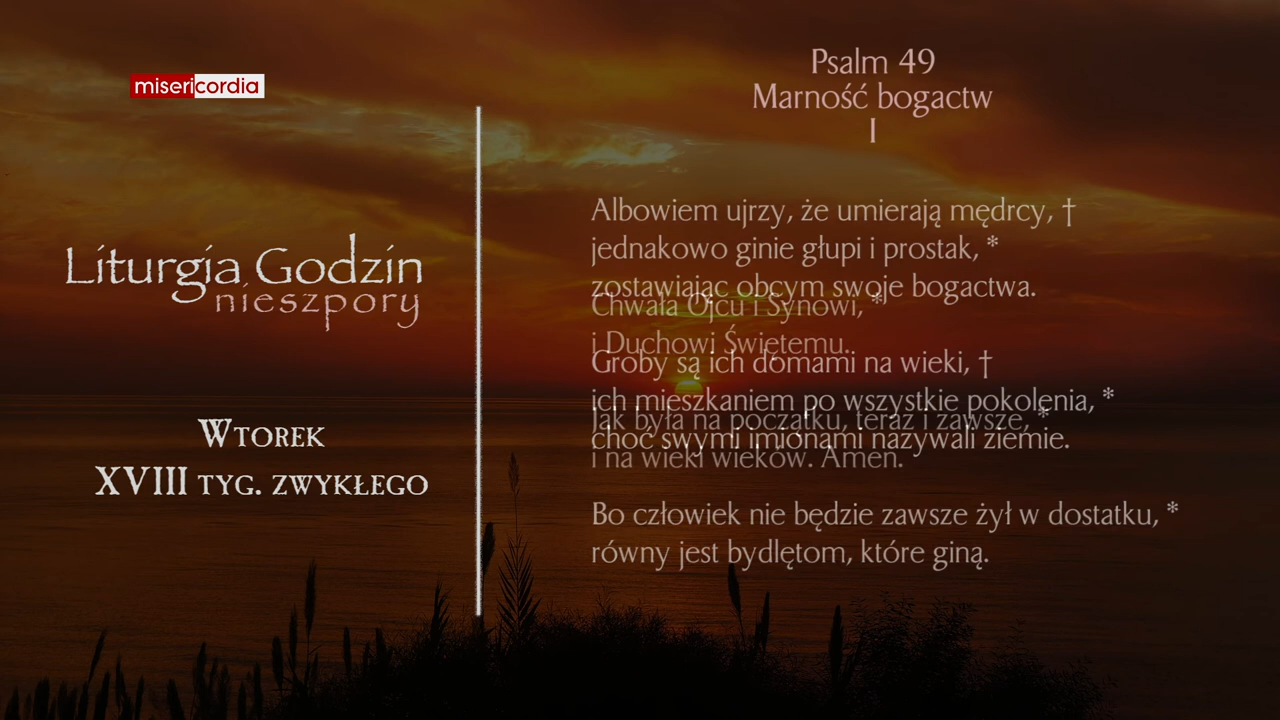 misericordia
Liturgia Godzin
nieszpory
Wtorek
XVIII tyg. zwykłego
Psalm 49
Marność bogactw
I
Albowiem ujrzy, że umierają mędrcy, †
jednakowo ginie głupi i prostak, *
zostawiając obcym swoje bogactwa.
Chwała Ojcu i Synowi, *
i Duchowi Świętemu.
Groby są ich domami na wieki, †
ich mieszkaniem po wszystkie pokolenia, *
Jak była na początku, teraz i zawsze, *
choć swymi imionami nazywali ziemie.
i na wieki wieków. Amen.
Bo człowiek nie będzie zawsze żył w dostatku, *
równy jest bydlętom, które giną.